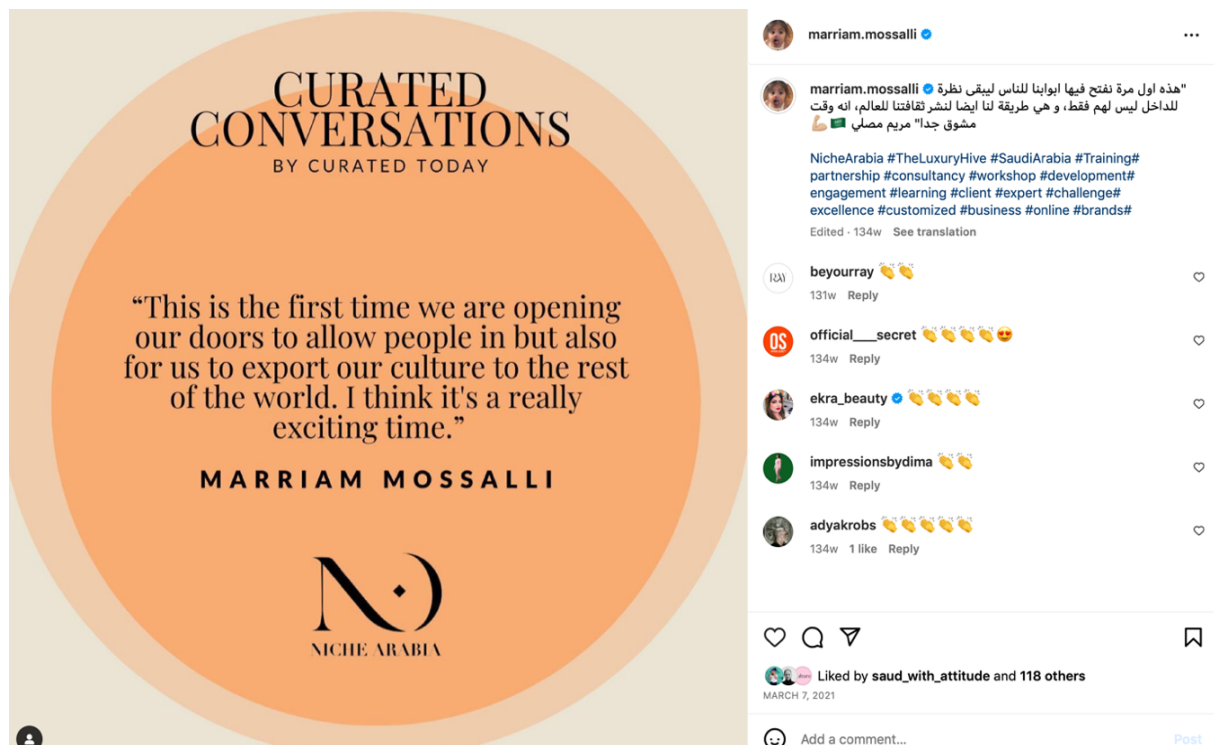 CURATED
CONVERSATIONS
BY CURATED TODAY
“This is the first time we are opening
our doors to allow people in but also
for us to export our culture to the rest
of the world. I think it's a really
exciting time.”
MARRIAM MOSSALLI
NICHE ARABIA
marriam.mossalli
marriam.mossalli "هذه اول مرة نفتح فيها ابوابنا للناس ليبقى نظرة
للداخل ليس لهم فقط، و هي طريقة لنا ايضا لنشر ثقافتنا للعالم، انه وقت
مشوق جدا" مريم مصلي 🇸🇦💪🏼
NicheArabia #TheLuxuryHive #SaudiArabia #Training#
partnership #consultancy #workshop #development#
engagement #learning #client #expert #challenge#
excellence #customized #business #online #brands#
Edited · 134w See translation
RAY
beyourray 👏👏
131w Reply
OS
official___secret 👏👏👏👏😍
134w Reply
ekra_beauty 👏👏👏👏
134w Reply
impressionsbydima 👏👏
134w Reply
adyakrobs 👏👏👏👏👏
134w 1 like Reply
Liked by saud_with_attitude and 118 others
MARCH 7, 2021
Add a comment... Post